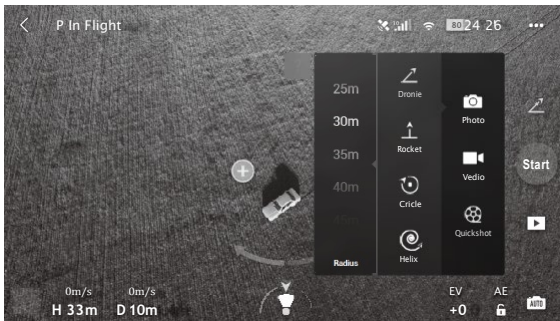 P In Flight
80 24 26
25m
30m
35m
40m
Radius
Dronie
Rocket
Cricle
Helix
Photo
Vedio
Quickshot
Start
0m/s 0m/s
H 33m D 10m
EV AE
+0
AUTO